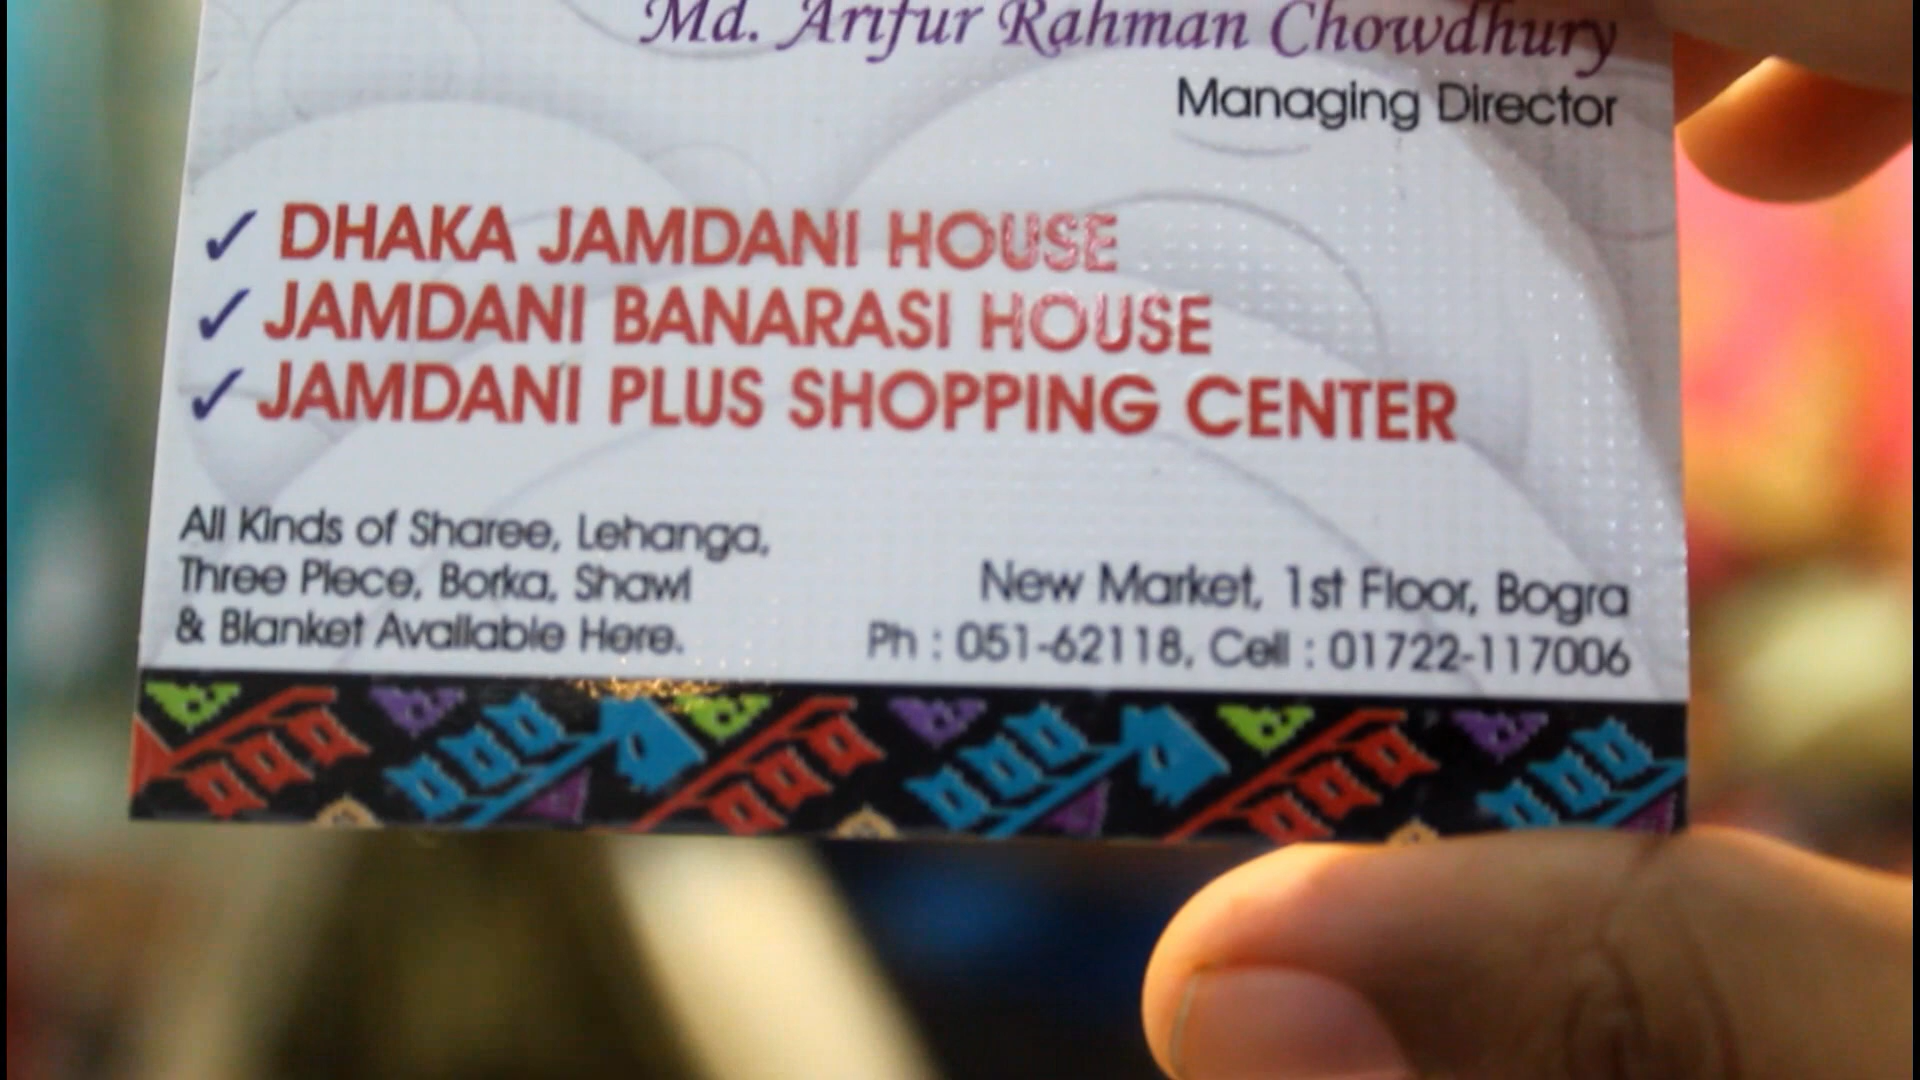 Md. Arifur Rahman Chowdhury
Managing Director
✓ DHAKA JAMDANI HOUSE
✓ JAMDANI BANARASI HOUSE
✓ JAMDANI PLUS SHOPPING CENTER
All Kinds of Sharee, Lehanga,
Three Piece, Borka, Shawl
& Blanket Available Here.
New Market, 1st Floor, Bogra
Ph : 051-62118, Cell : 01722-117006